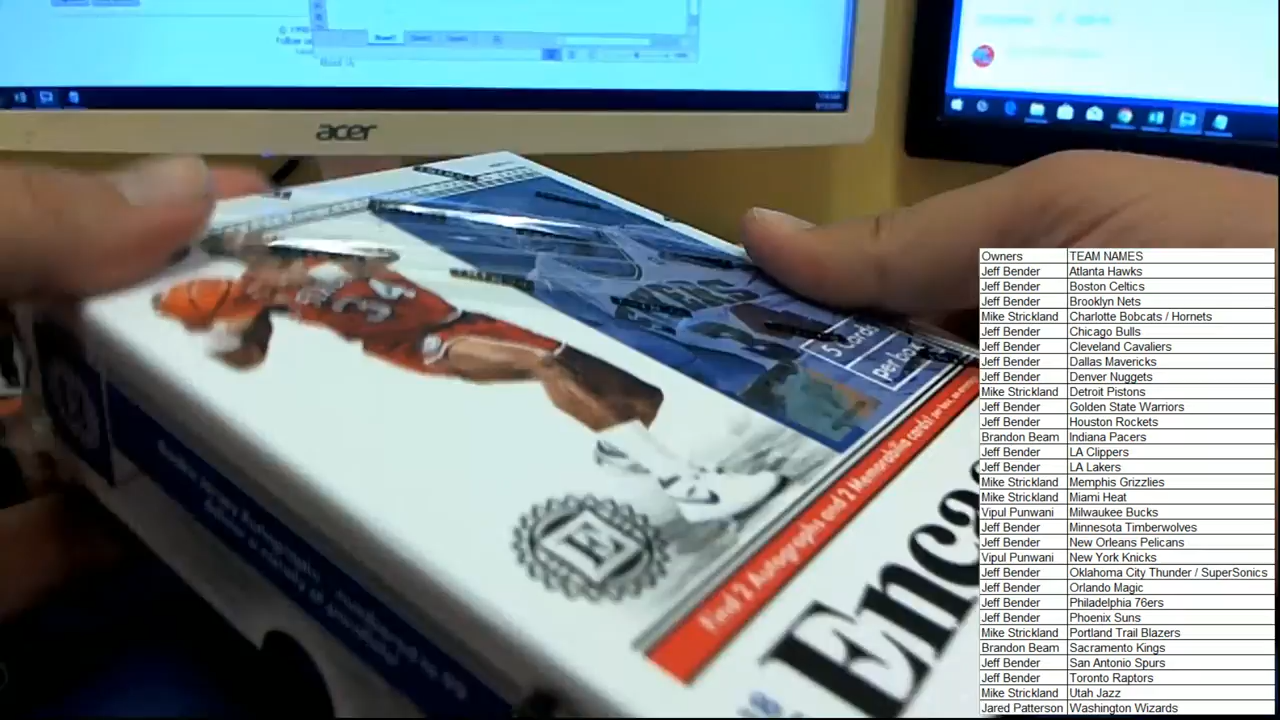 acer
34
5 Cards
per box
Find 2 Autographs and 2 Memorabilia cards!
E
Enca
Owners TEAM NAMES
Jeff Bender Atlanta Hawks
Jeff Bender Boston Celtics
Jeff Bender Brooklyn Nets
Mike Strickland Charlotte Bobcats / Hornets
Jeff Bender Chicago Bulls
Jeff Bender Cleveland Cavaliers
Jeff Bender Dallas Mavericks
Jeff Bender Denver Nuggets
Mike Strickland Detroit Pistons
Jeff Bender Golden State Warriors
Jeff Bender Houston Rockets
Brandon Beam Indiana Pacers
Jeff Bender LA Clippers
Jeff Bender LA Lakers
Mike Strickland Memphis Grizzlies
Mike Strickland Miami Heat
Vipul Punwani Milwaukee Bucks
Jeff Bender Minnesota Timberwolves
Jeff Bender New Orleans Pelicans
Vipul Punwani New York Knicks
Jeff Bender Oklahoma City Thunder / SuperSonics
Jeff Bender Orlando Magic
Jeff Bender Philadelphia 76ers
Jeff Bender Phoenix Suns
Mike Strickland Portland Trail Blazers
Brandon Beam Sacramento Kings
Jeff Bender San Antonio Spurs
Jeff Bender Toronto Raptors
Mike Strickland Utah Jazz
Jared Patterson Washington Wizards